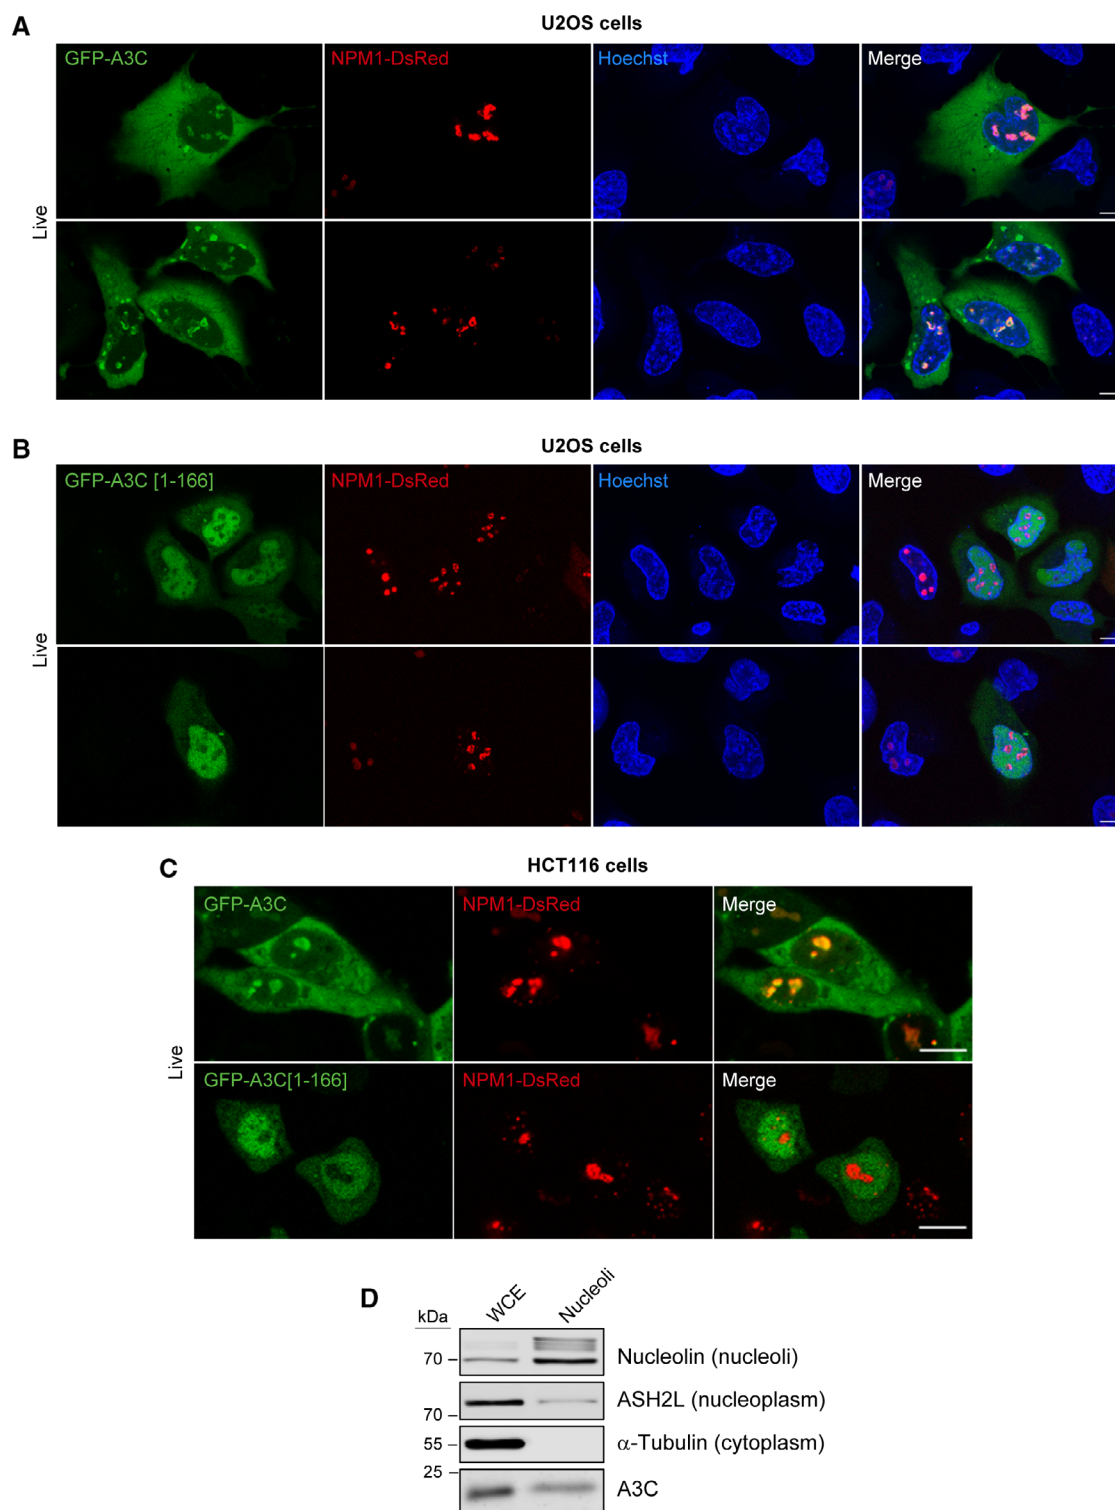 A
U2OS cells
GFP-A3C
NPM1-DsRed
Hoechst
Merge
Live
B
U2OS cells
GFP-A3C [1-166]
NPM1-DsRed
Hoechst
Merge
Live
C
HCT116 cells
GFP-A3C
NPM1-DsRed
Merge
Live
GFP-A3C[1-166]
NPM1-DsRed
Merge
D
kDa
WCE
Nucleoli
70
Nucleolin (nucleoli)
ASH2L (nucleoplasm)
70
55
α-Tubulin (cytoplasm)
25
A3C